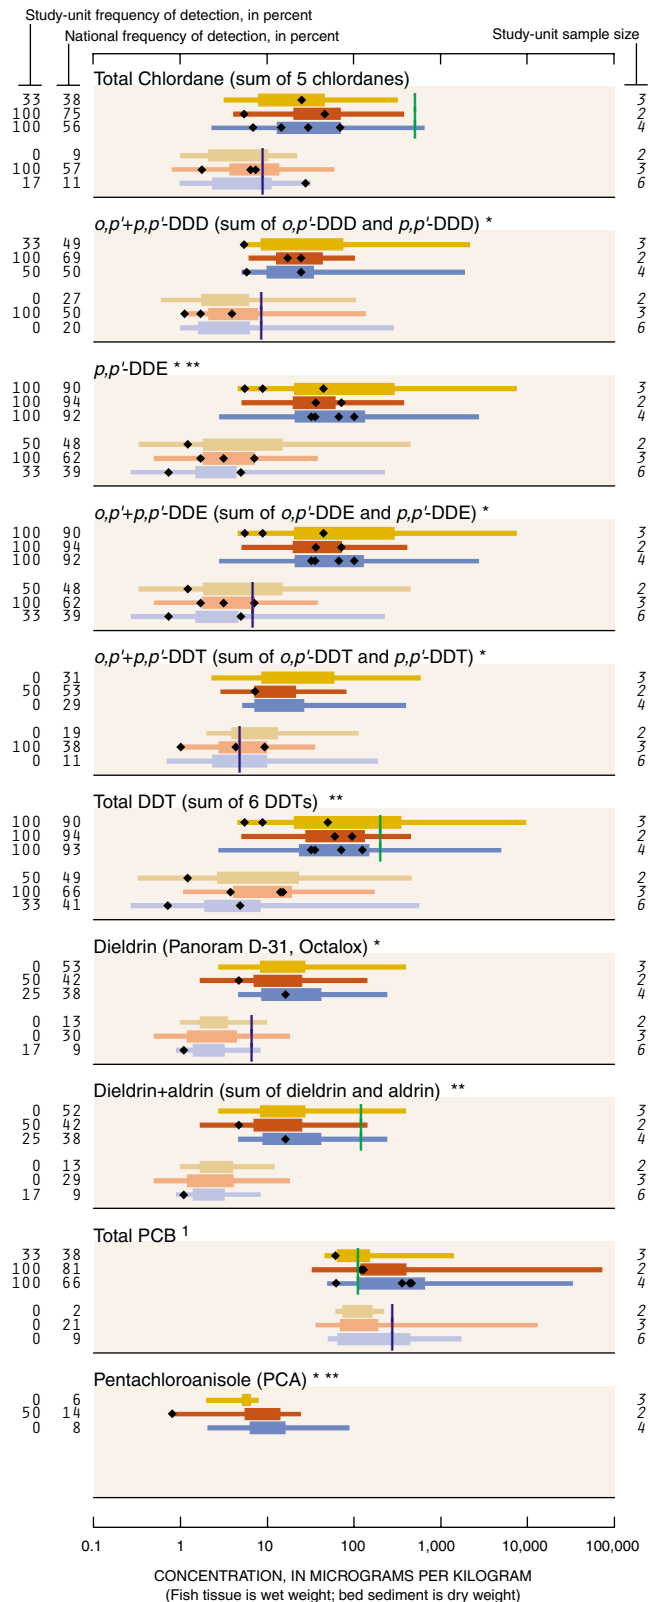 Study-unit frequency of detection, in percent
National frequency of detection, in percent
Study-unit sample size
Total Chlordane (sum of 5 chlordanes)
33 38 3
100 75 2
100 56 4
0 9 2
100 57 3
17 11 6
o,p'+p,p'-DDD (sum of o,p'-DDD and p,p'-DDD) *
33 49 3
100 69 2
50 50 4
0 27 2
100 50 3
0 20 6
p,p'-DDE * **
100 90 3
100 94 2
100 92 4
50 48 2
100 62 3
33 39 6
o,p'+p,p'-DDE (sum of o,p'-DDE and p,p'-DDE) *
100 90 3
100 94 2
100 92 4
50 48 2
100 62 3
33 39 6
o,p'+p,p'-DDT (sum of o,p'-DDT and p,p'-DDT) *
0 31 3
50 53 2
0 29 4
0 19 2
100 38 3
0 11 6
Total DDT (sum of 6 DDTs) **
100 90 3
100 94 2
100 93 4
50 49 2
100 66 3
33 41 6
Dieldrin (Panoram D-31, Octalox) *
0 53 3
50 42 2
25 38 4
0 13 2
0 30 3
17 9 6
Dieldrin+aldrin (sum of dieldrin and aldrin) **
0 52 3
50 42 2
25 38 4
0 13 2
0 29 3
17 9 6
Total PCB 1
33 38 3
100 81 2
100 66 4
0 2 2
0 21 3
0 9 6
Pentachloroanisole (PCA) * **
0 6 3
50 14 2
0 8 4
0.1 1 10 100 1,000 10,000 100,000
CONCENTRATION, IN MICROGRAMS PER KILOGRAM
(Fish tissue is wet weight; bed sediment is dry weight)